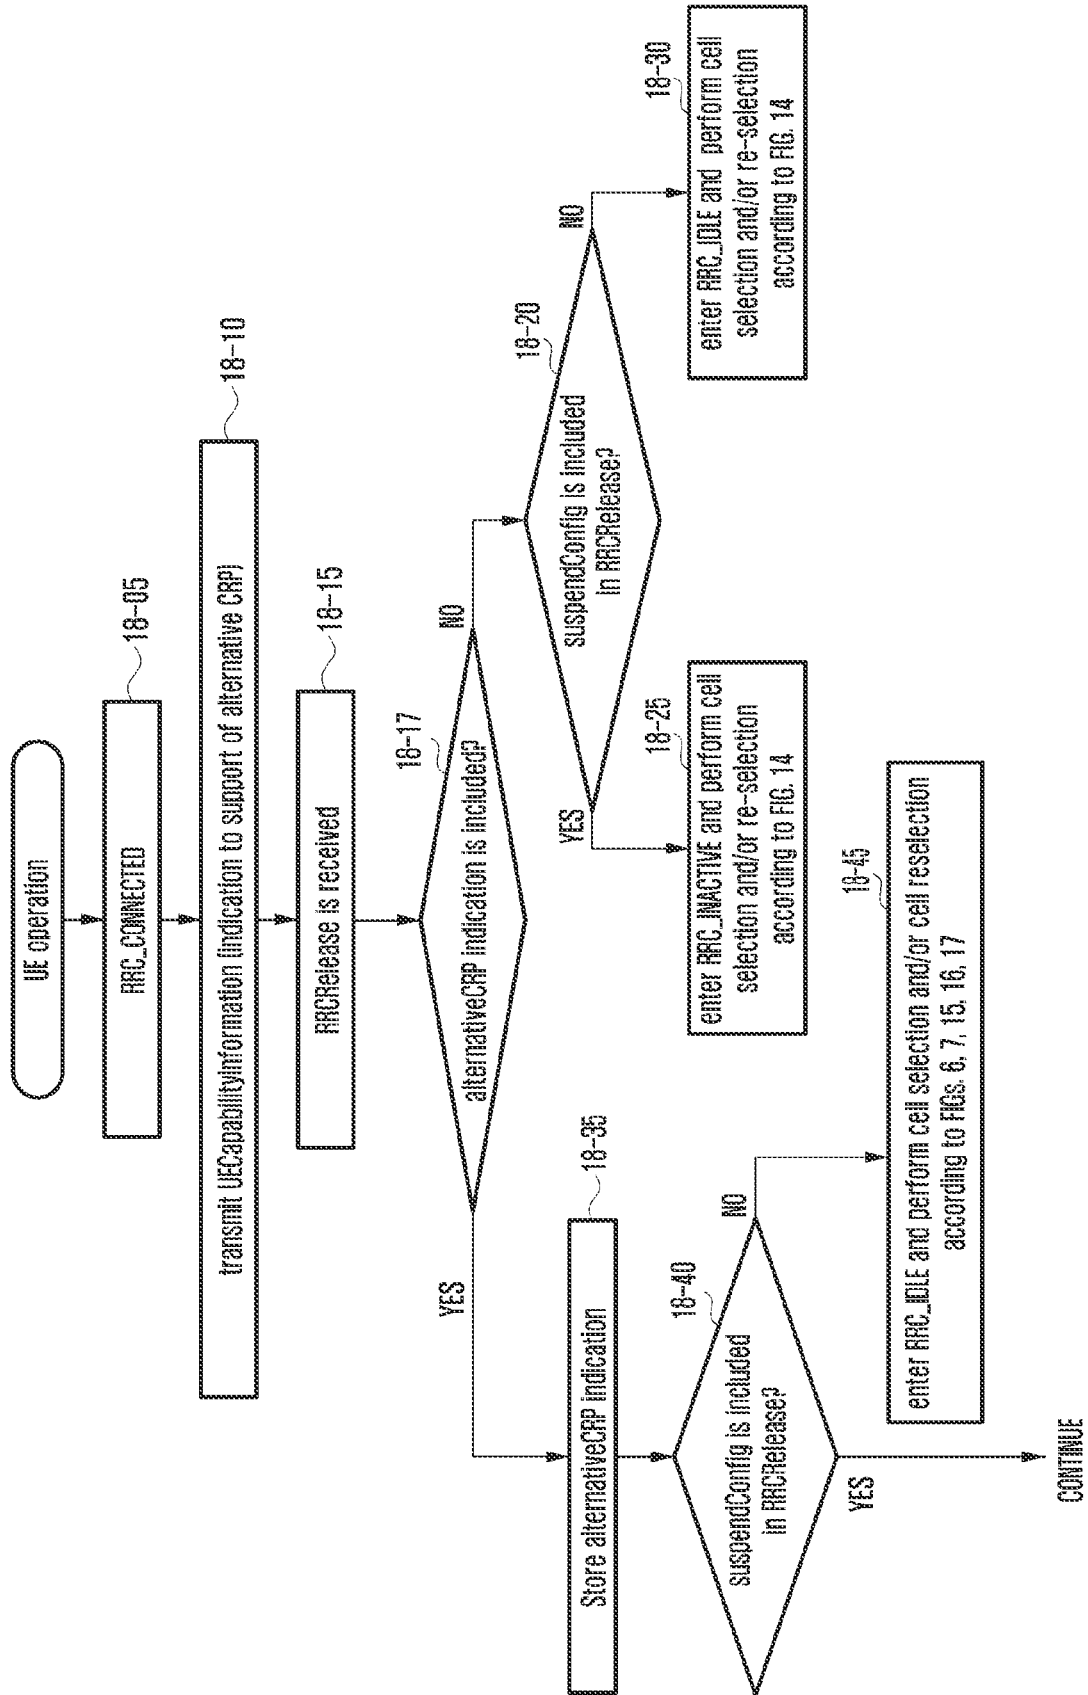 UE operation
RRC_CONNECTED
18-05
transmit UECapabilityInformation (indication to support of alternative CRP)
18-10
RRCRelease is received
18-15
alternativeCRP indication is included?
18-17
NO
YES
suspendConfig is included
in RRCRelease?
18-20
YES
NO
enter RRC_INACTIVE and perform cell
selection and/or re-selection
according to FIG. 14
18-25
enter RRC_IDLE and perform cell
selection and/or re-selection
according to FIG. 14
18-30
Store alternativeCRP indication
18-35
suspendConfig is included
in RRCRelease?
18-40
NO
YES
enter RRC_IDLE and perform cell selection and/or cell reselection
according to FIGs. 6, 7, 15, 16, 17
18-45
CONTINUE